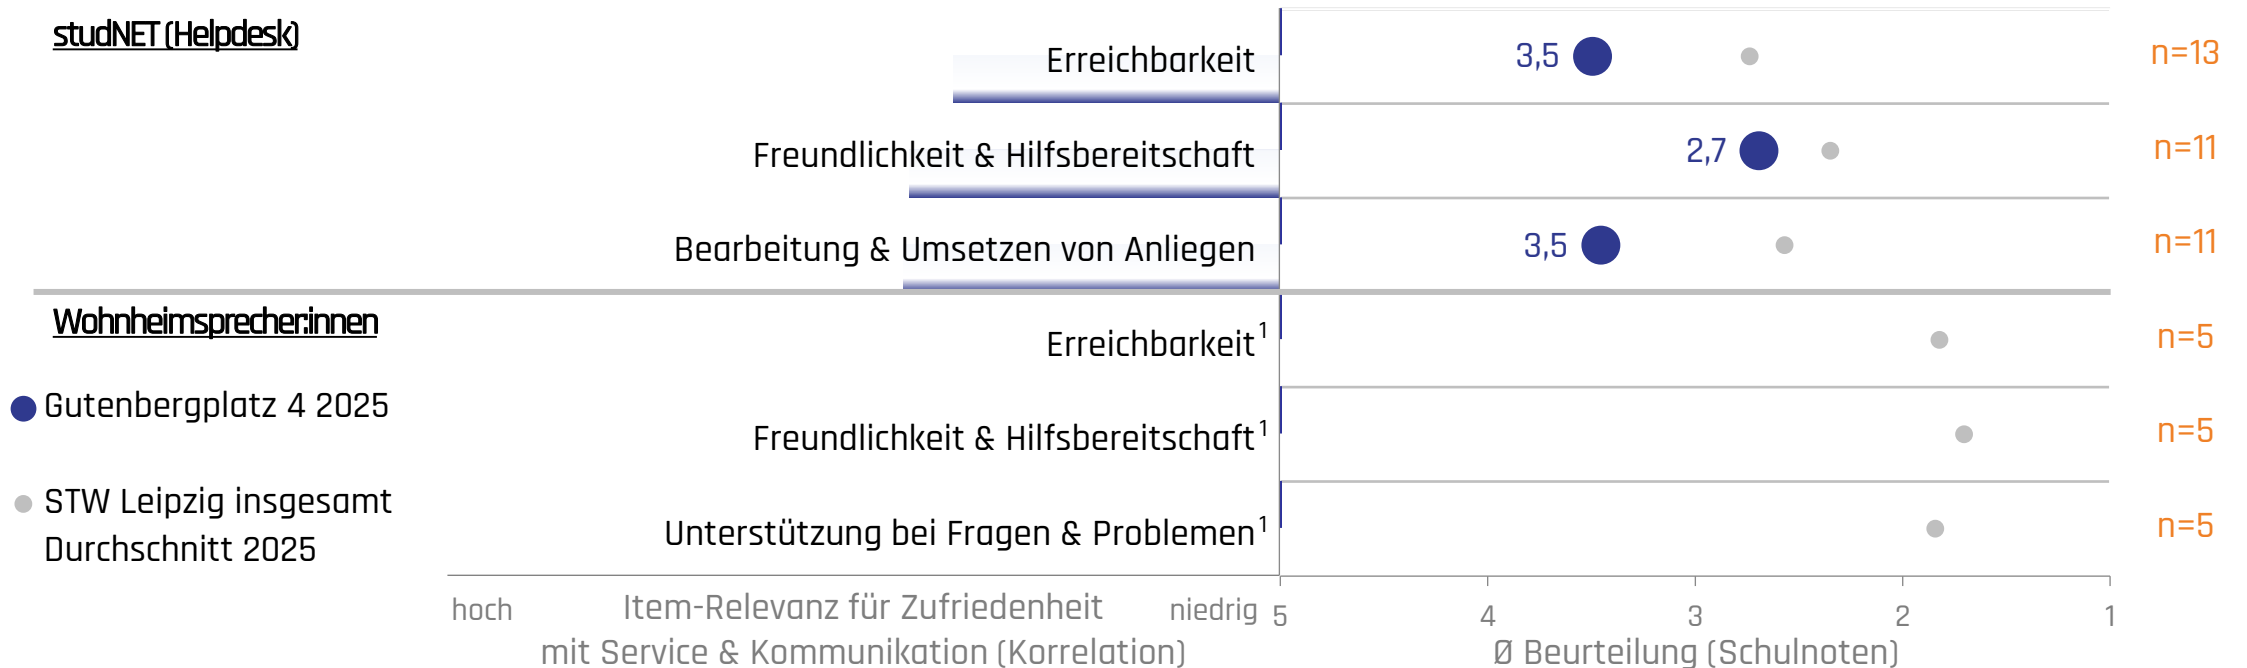 studNET (Helpdesk)
Erreichbarkeit 3,5 n=13
Freundlichkeit & Hilfsbereitschaft 2,7 n=11
Bearbeitung & Umsetzen von Anliegen 3,5 n=11
Wohnheimsprecher:innen
Erreichbarkeit¹ n=5
Gutenbergplatz 4 2025
Freundlichkeit & Hilfsbereitschaft¹ n=5
STW Leipzig insgesamt
Durchschnitt 2025
Unterstützung bei Fragen & Problemen¹ n=5
hoch Item-Relevanz für Zufriedenheit niedrig 5 4 3 2 1
mit Service & Kommunikation (Korrelation) Ø Beurteilung (Schulnoten)